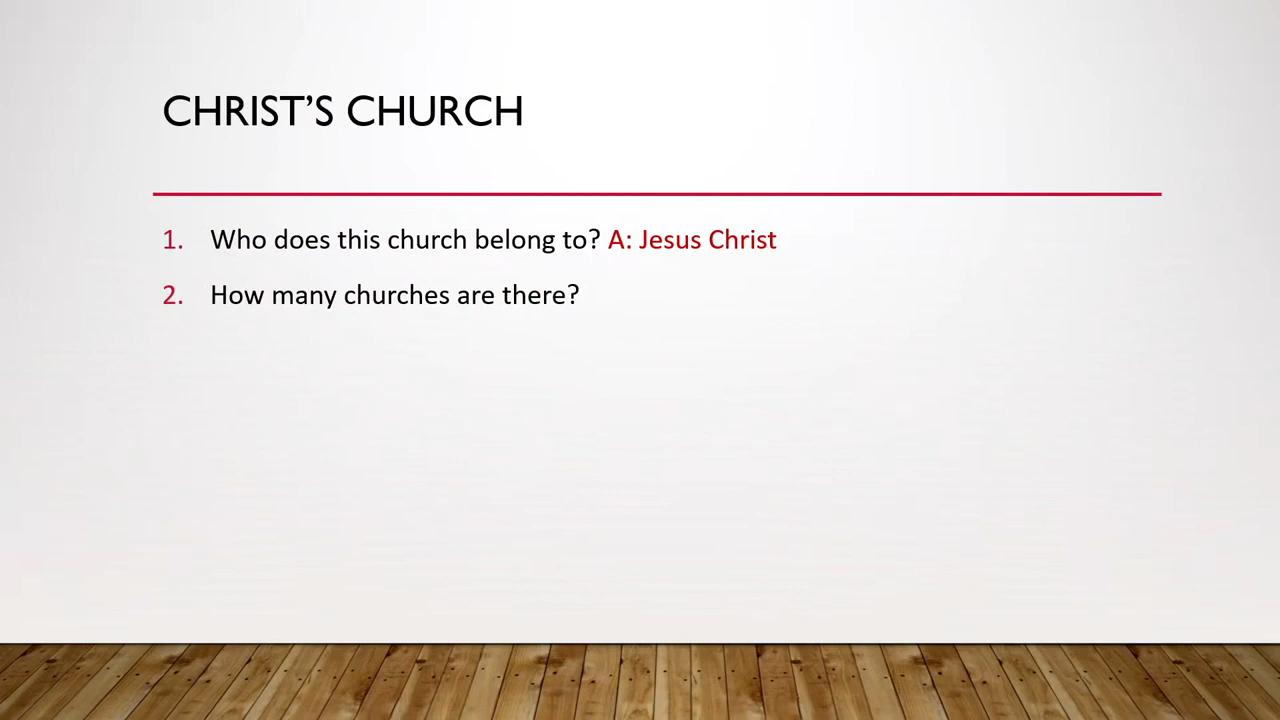 CHRIST’S CHURCH
1. Who does this church belong to? A: Jesus Christ
2. How many churches are there?